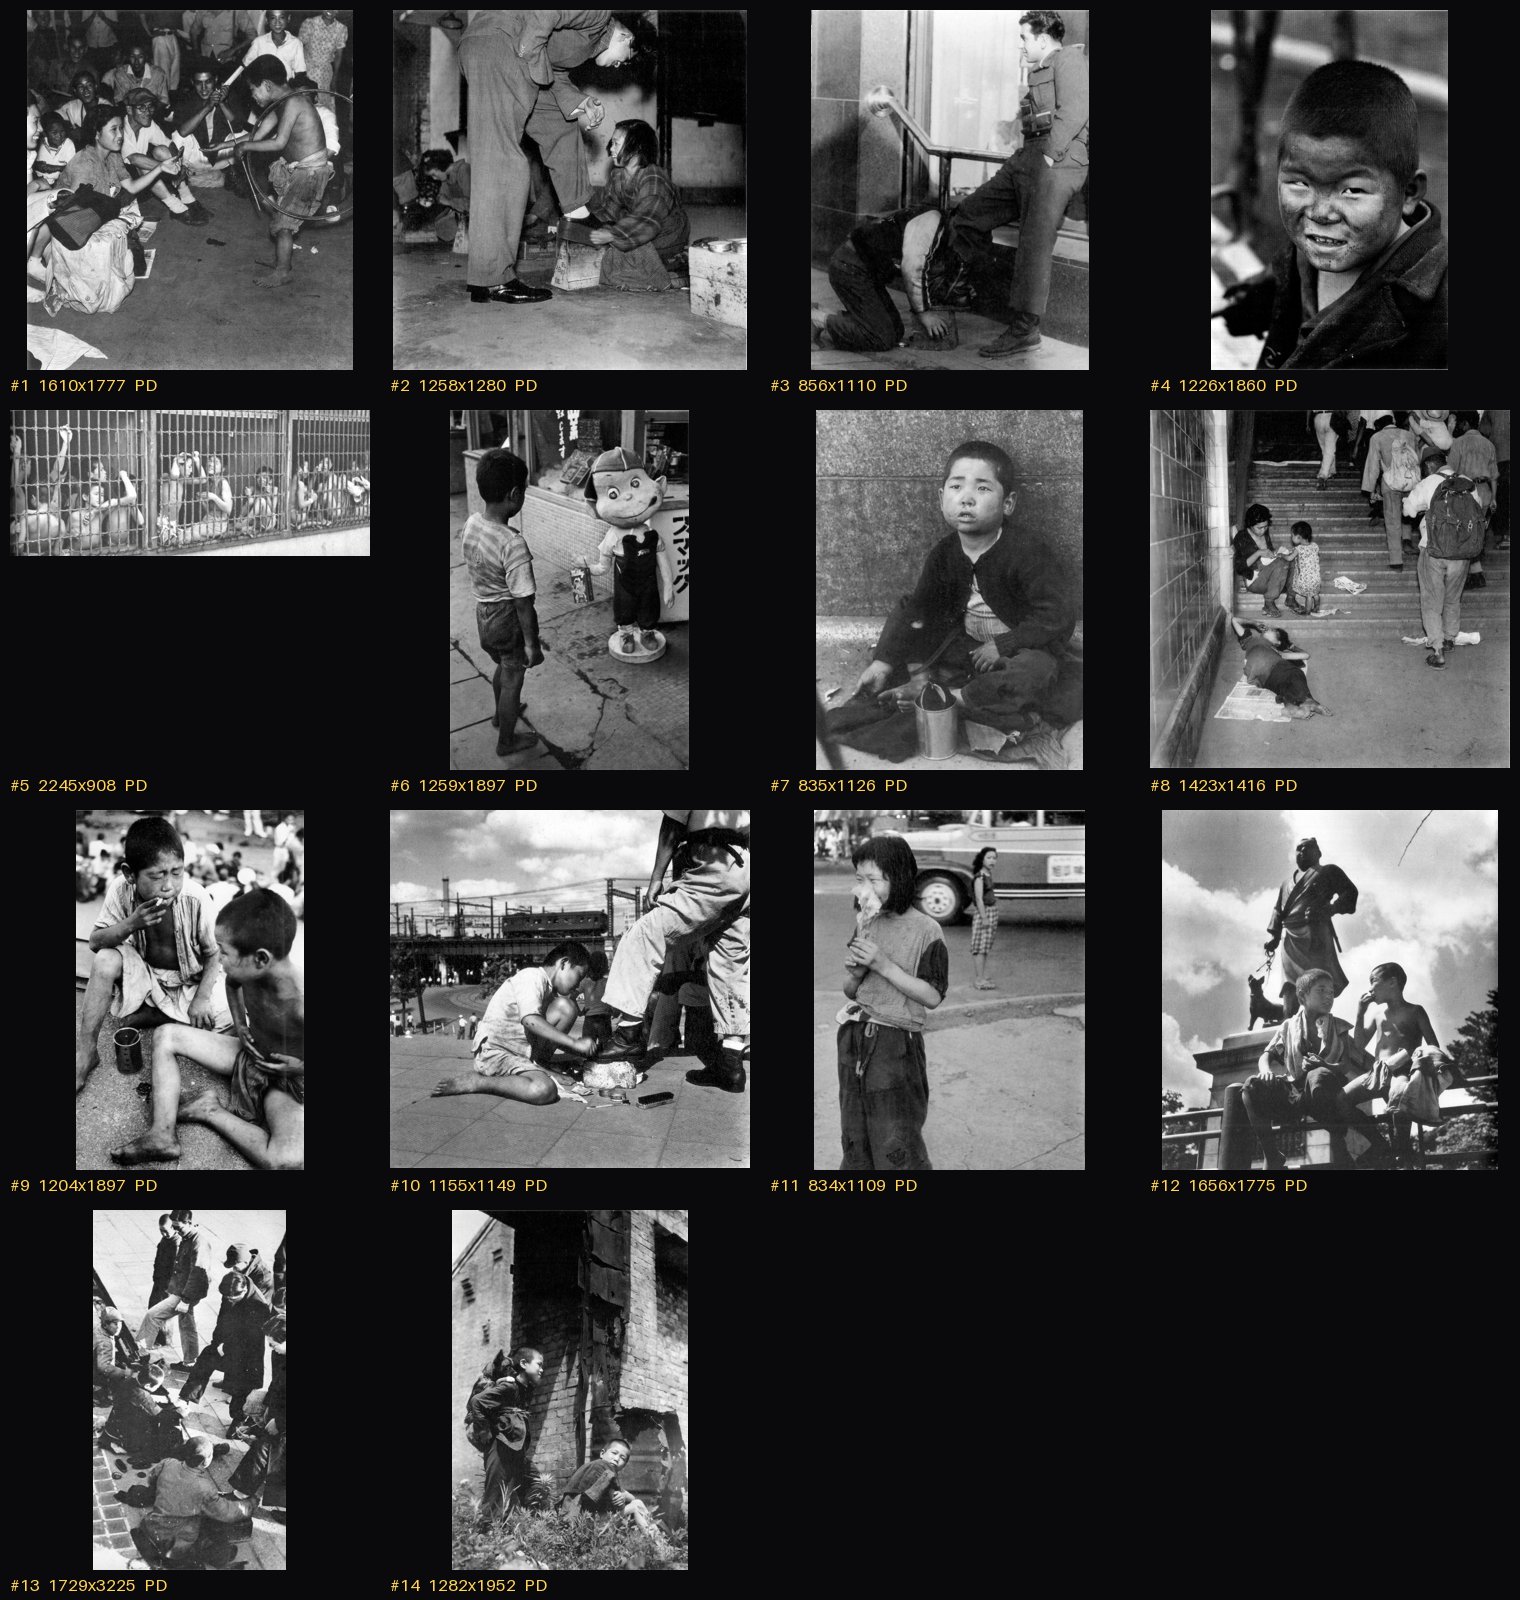 #1 1610x1777 PD
#2 1258x1280 PD
#3 856x1110 PD
#4 1226x1860 PD
#5 2245x908 PD
#6 1259x1897 PD
#7 835x1126 PD
#8 1423x1416 PD
#9 1204x1897 PD
#10 1155x1149 PD
#11 834x1109 PD
#12 1656x1775 PD
#13 1729x3225 PD
#14 1282x1952 PD